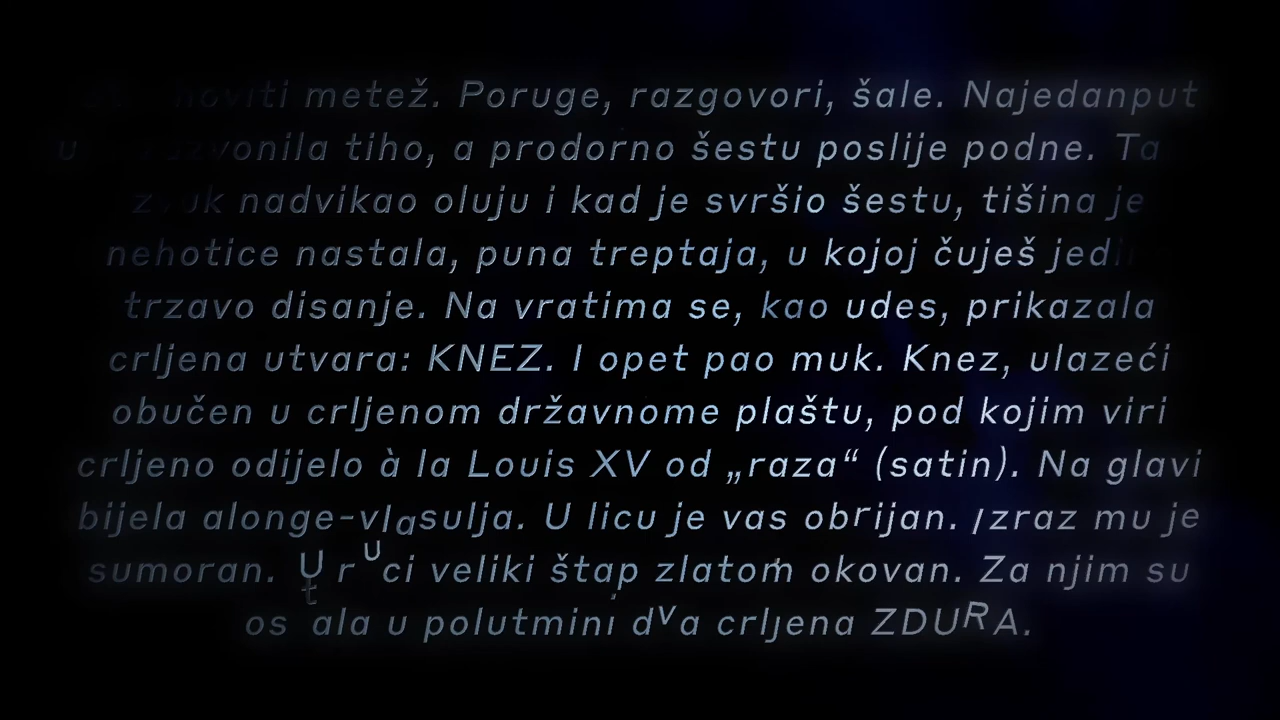 metež. Poruge, razgovori, šale. Najedanput
tiho, a prodorno šestu poslije podne. Ta
zvuk nadvikao oluju i kad je svršio šestu, tišina je
nehotice nastala, puna treptaja, u kojoj čuješ
trzavo disanje. Na vratima se, kao udes, prikazala
crljena utvara: KNEZ. I opet pao muk. Knez, ulazeći
obučen u crljenom državnome plaštu, pod kojim viri
crljeno odijelo à la Louis XV od „raza“ (satin). Na glavi
bijela alonge-vlasulja. U licu je vas obrijan. Izraz mu je
sumoran. U ruci veliki štap zlatom okovan. Za njim su
ostala u polutmini dva crljena ZDURA.